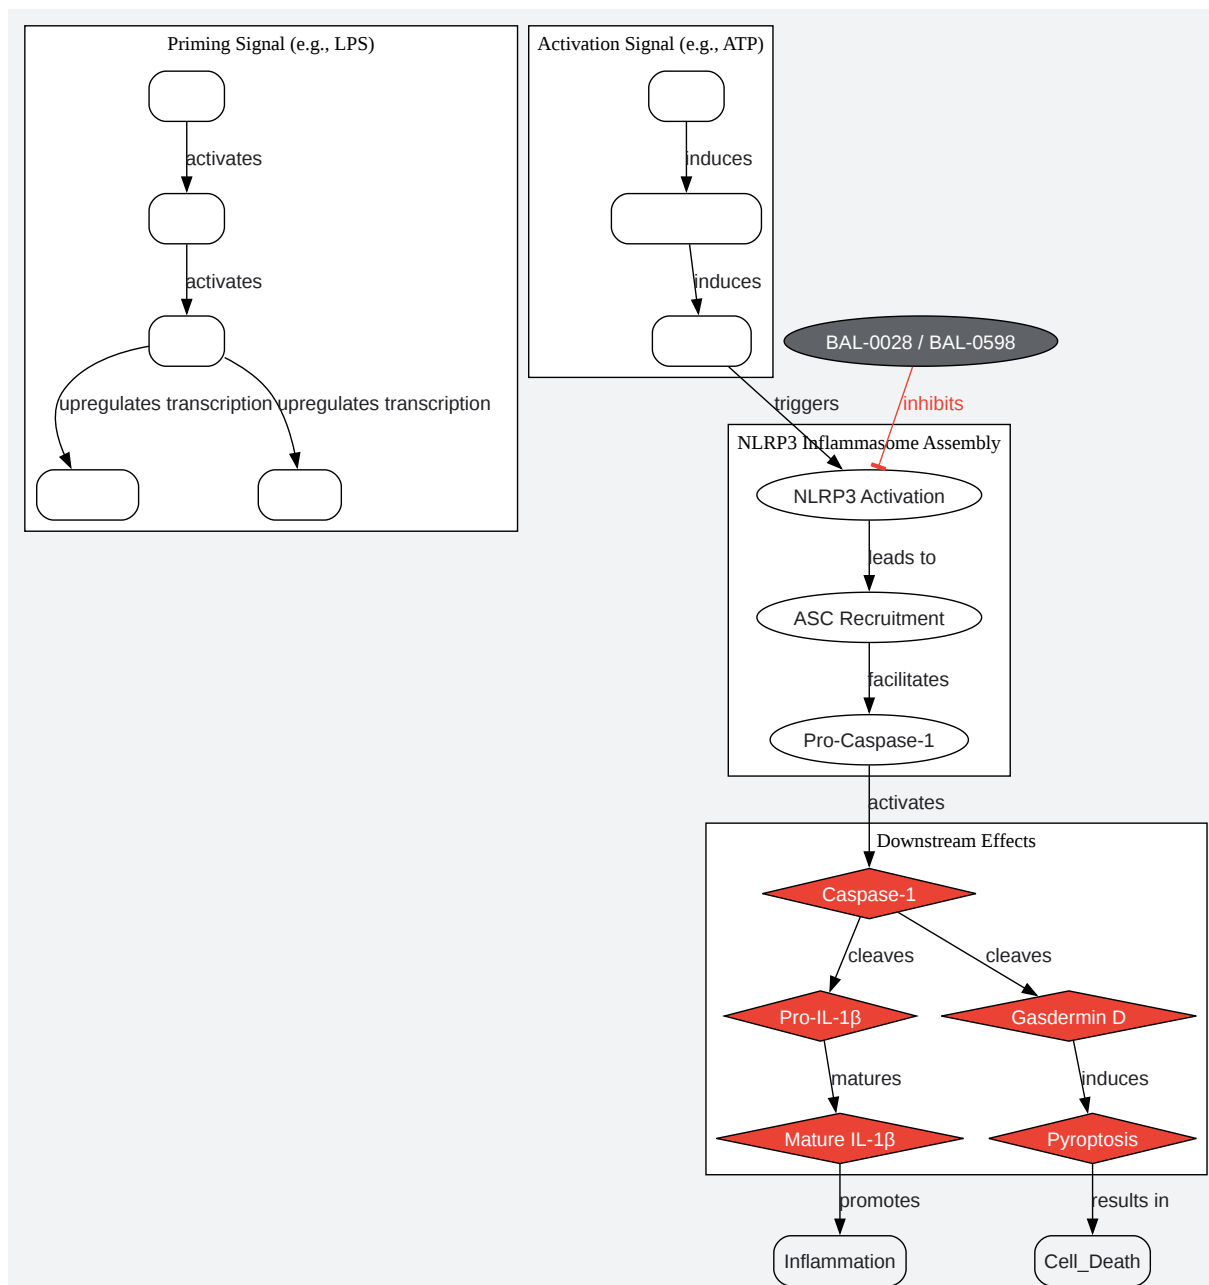 Priming Signal (e.g., LPS)
activates
activates
upregulates transcription
upregulates transcription
Activation Signal (e.g., ATP)
induces
induces
triggers
BAL-0028 / BAL-0598
inhibits
NLRP3 Inflammasome Assembly
NLRP3 Activation
leads to
ASC Recruitment
facilitates
Pro-Caspase-1
activates
Downstream Effects
Caspase-1
cleaves
cleaves
Pro-IL-1β
Gasdermin D
matures
induces
Mature IL-1β
Pyroptosis
promotes
results in
Inflammation
Cell_Death